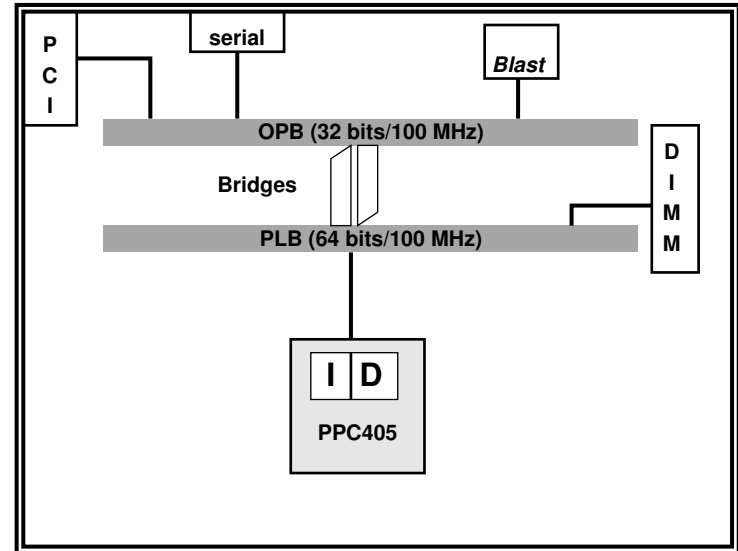 P
C
I
serial
Blast
OPB (32 bits/100 MHz)
Bridges
D
I
M
M
PLB (64 bits/100 MHz)
I D
PPC405